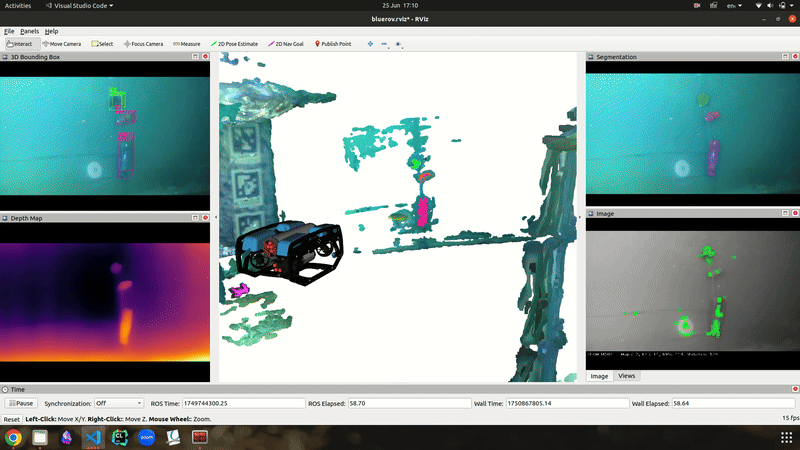 Activities Visual Studio Code 25 Jun 17:10 en
bluerov.rviz* - RViz
File Panels Help
Interact Move Camera Select Focus Camera Measure 2D Pose Estimate 2D Nav Goal Publish Point
3D Bounding Box
Segmentation
Depth Map
Image
Image Views
Time
Pause Synchronization: Off ROS Time: 1749744300.25 ROS Elapsed: 58.70 Wall Time: 1750867805.14 Wall Elapsed: 58.64
Reset Left-Click: Move X/Y. Right-Click: Move Z. Mouse Wheel: Zoom. 15 fps
CL
zoom